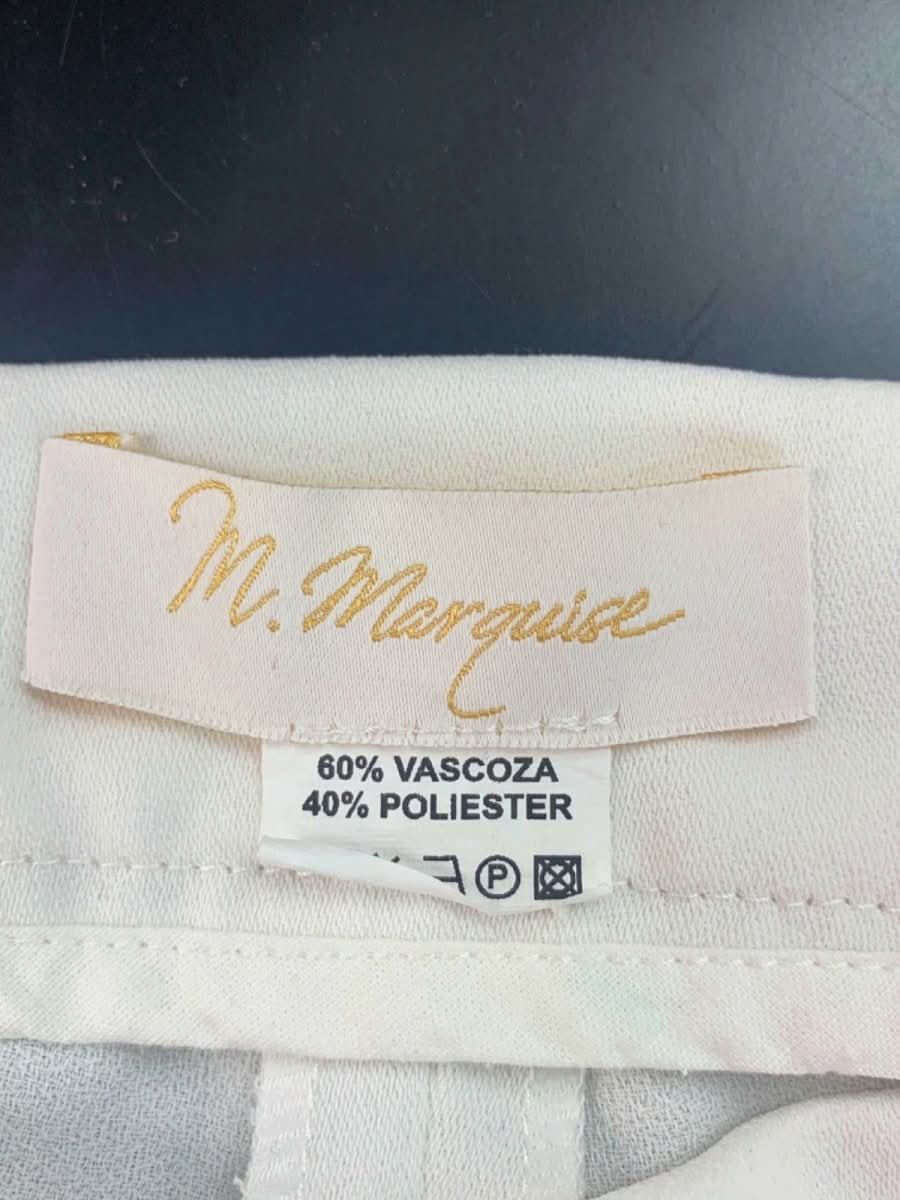 M. Marquise
60% VASCOZA
40% POLIESTER
P